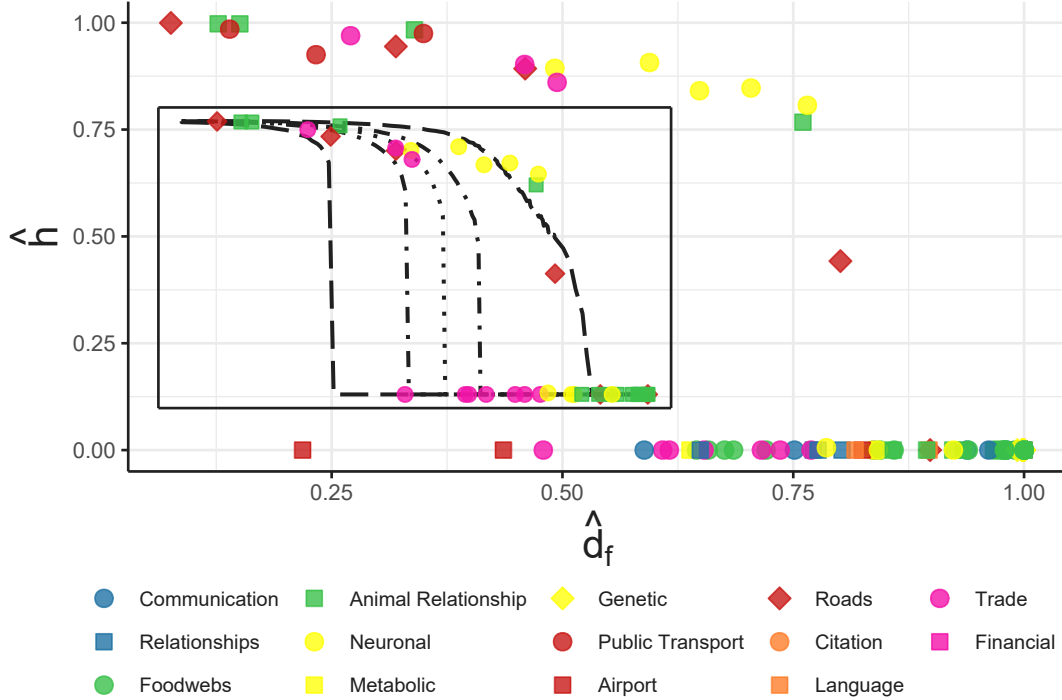 1.00
0.75
0.50
0.25
0.00
ĥ
0.25 0.50 0.75 1.00
d̂f
Communication Animal Relationship Genetic Roads Trade
Relationships Neuronal Public Transport Citation Financial
Foodwebs Metabolic Airport Language